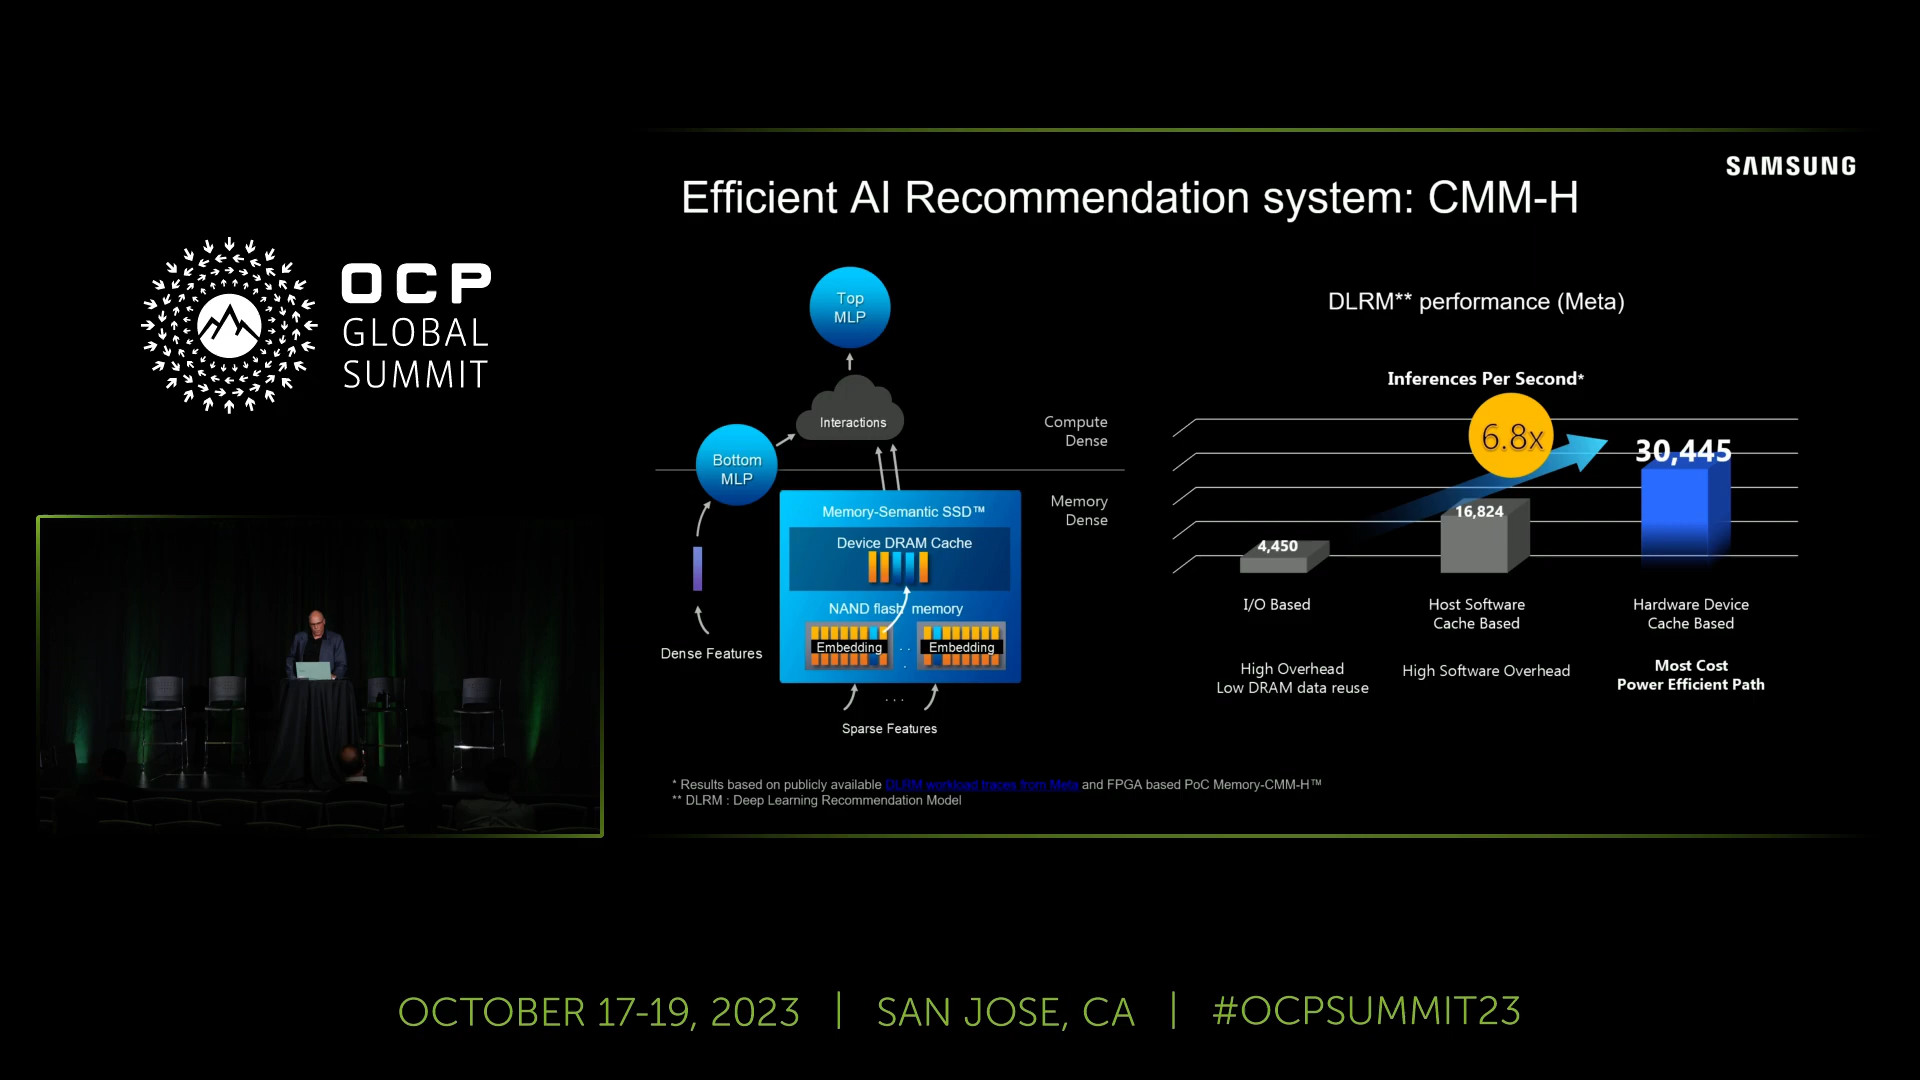 OCP
GLOBAL
SUMMIT
SAMSUNG
Efficient AI Recommendation system: CMM-H
Top
MLP
Interactions
Bottom
MLP
Compute
Dense
Memory
Dense
Memory-Semantic SSD™
Device DRAM Cache
NAND flash memory
Embedding
. . .
Embedding
Dense Features
. . .
Sparse Features
DLRM** performance (Meta)
Inferences Per Second*
6.8x
4,450
16,824
30,445
I/O Based
Host Software
Cache Based
Hardware Device
Cache Based
High Overhead
Low DRAM data reuse
High Software Overhead
Most Cost
Power Efficient Path
* Results based on publicly available DLRM workload traces from Meta and FPGA based PoC Memory-CMM-H™
** DLRM : Deep Learning Recommendation Model
OCTOBER 17-19, 2023 | SAN JOSE, CA | #OCPSUMMIT23